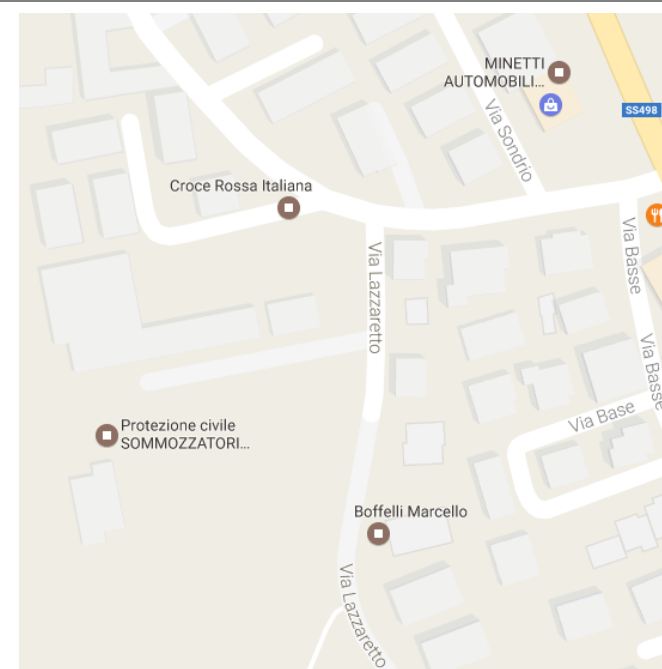 MINETTI
AUTOMOBILI...
SS498
Via Sondrio
Croce Rossa Italiana
Via Basse
Via Lazzaretto
Via Basse
Via Base
Protezione civile
SOMMOZZATORI...
Boffelli Marcello
Via Lazzaretto